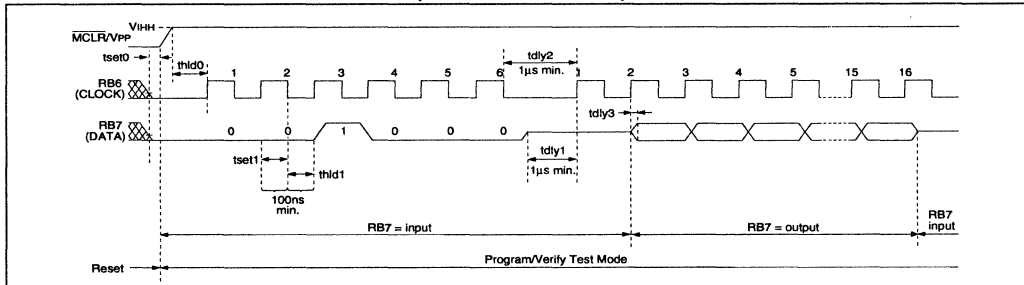 VIHH
MCLR/VPP
tset0
thld0
tdly2
1µs min.
1 2 3 4 5 6 1 2 3 4 5 15 16
RB6
(CLOCK)
tdly3
RB7
(DATA)
0 0 1 0 0 0
tset1
thld1
tdly1
1µs min.
100ns
min.
RB7 = input
RB7 = output
RB7
input
Reset
Program/Verify Test Mode